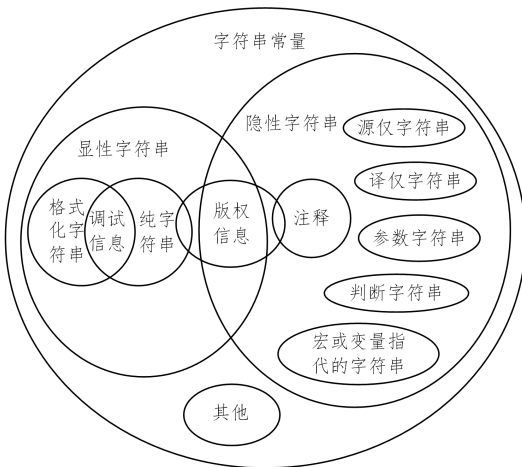 字符串常量
隐性字符串
源仅字符串
显性字符串
译仅字符串
格式
化字
符串
调试
信息
纯字
符串
版权
信息
注释
参数字符串
判断字符串
宏或变量指
代的字符串
其他